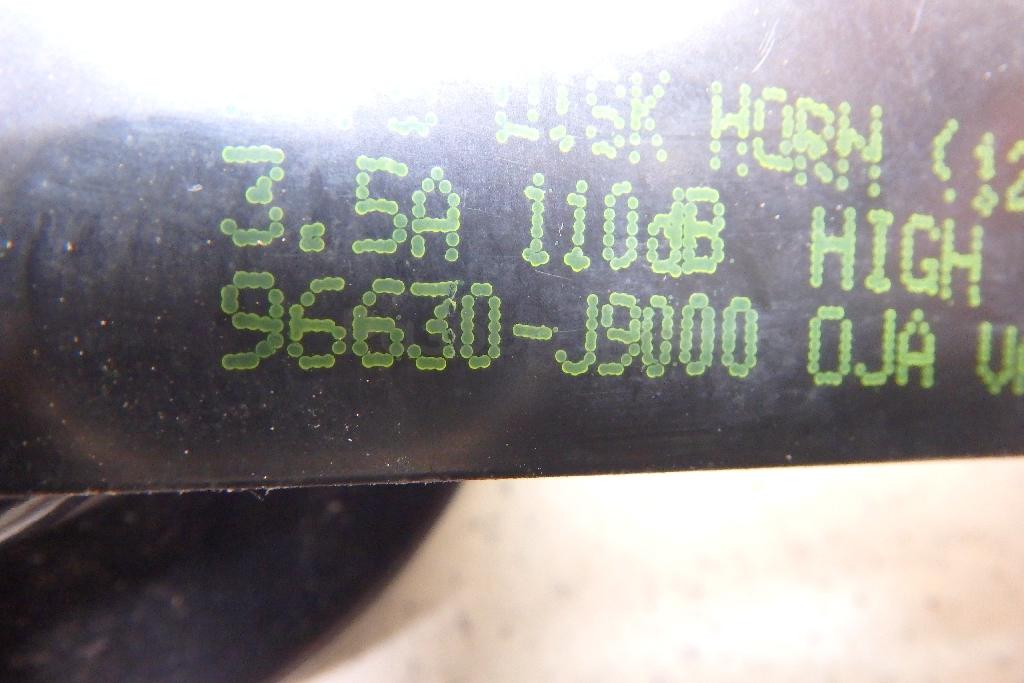 DISK HORN (12
3.5A 110dB HIGH
96630-J9000 OJA